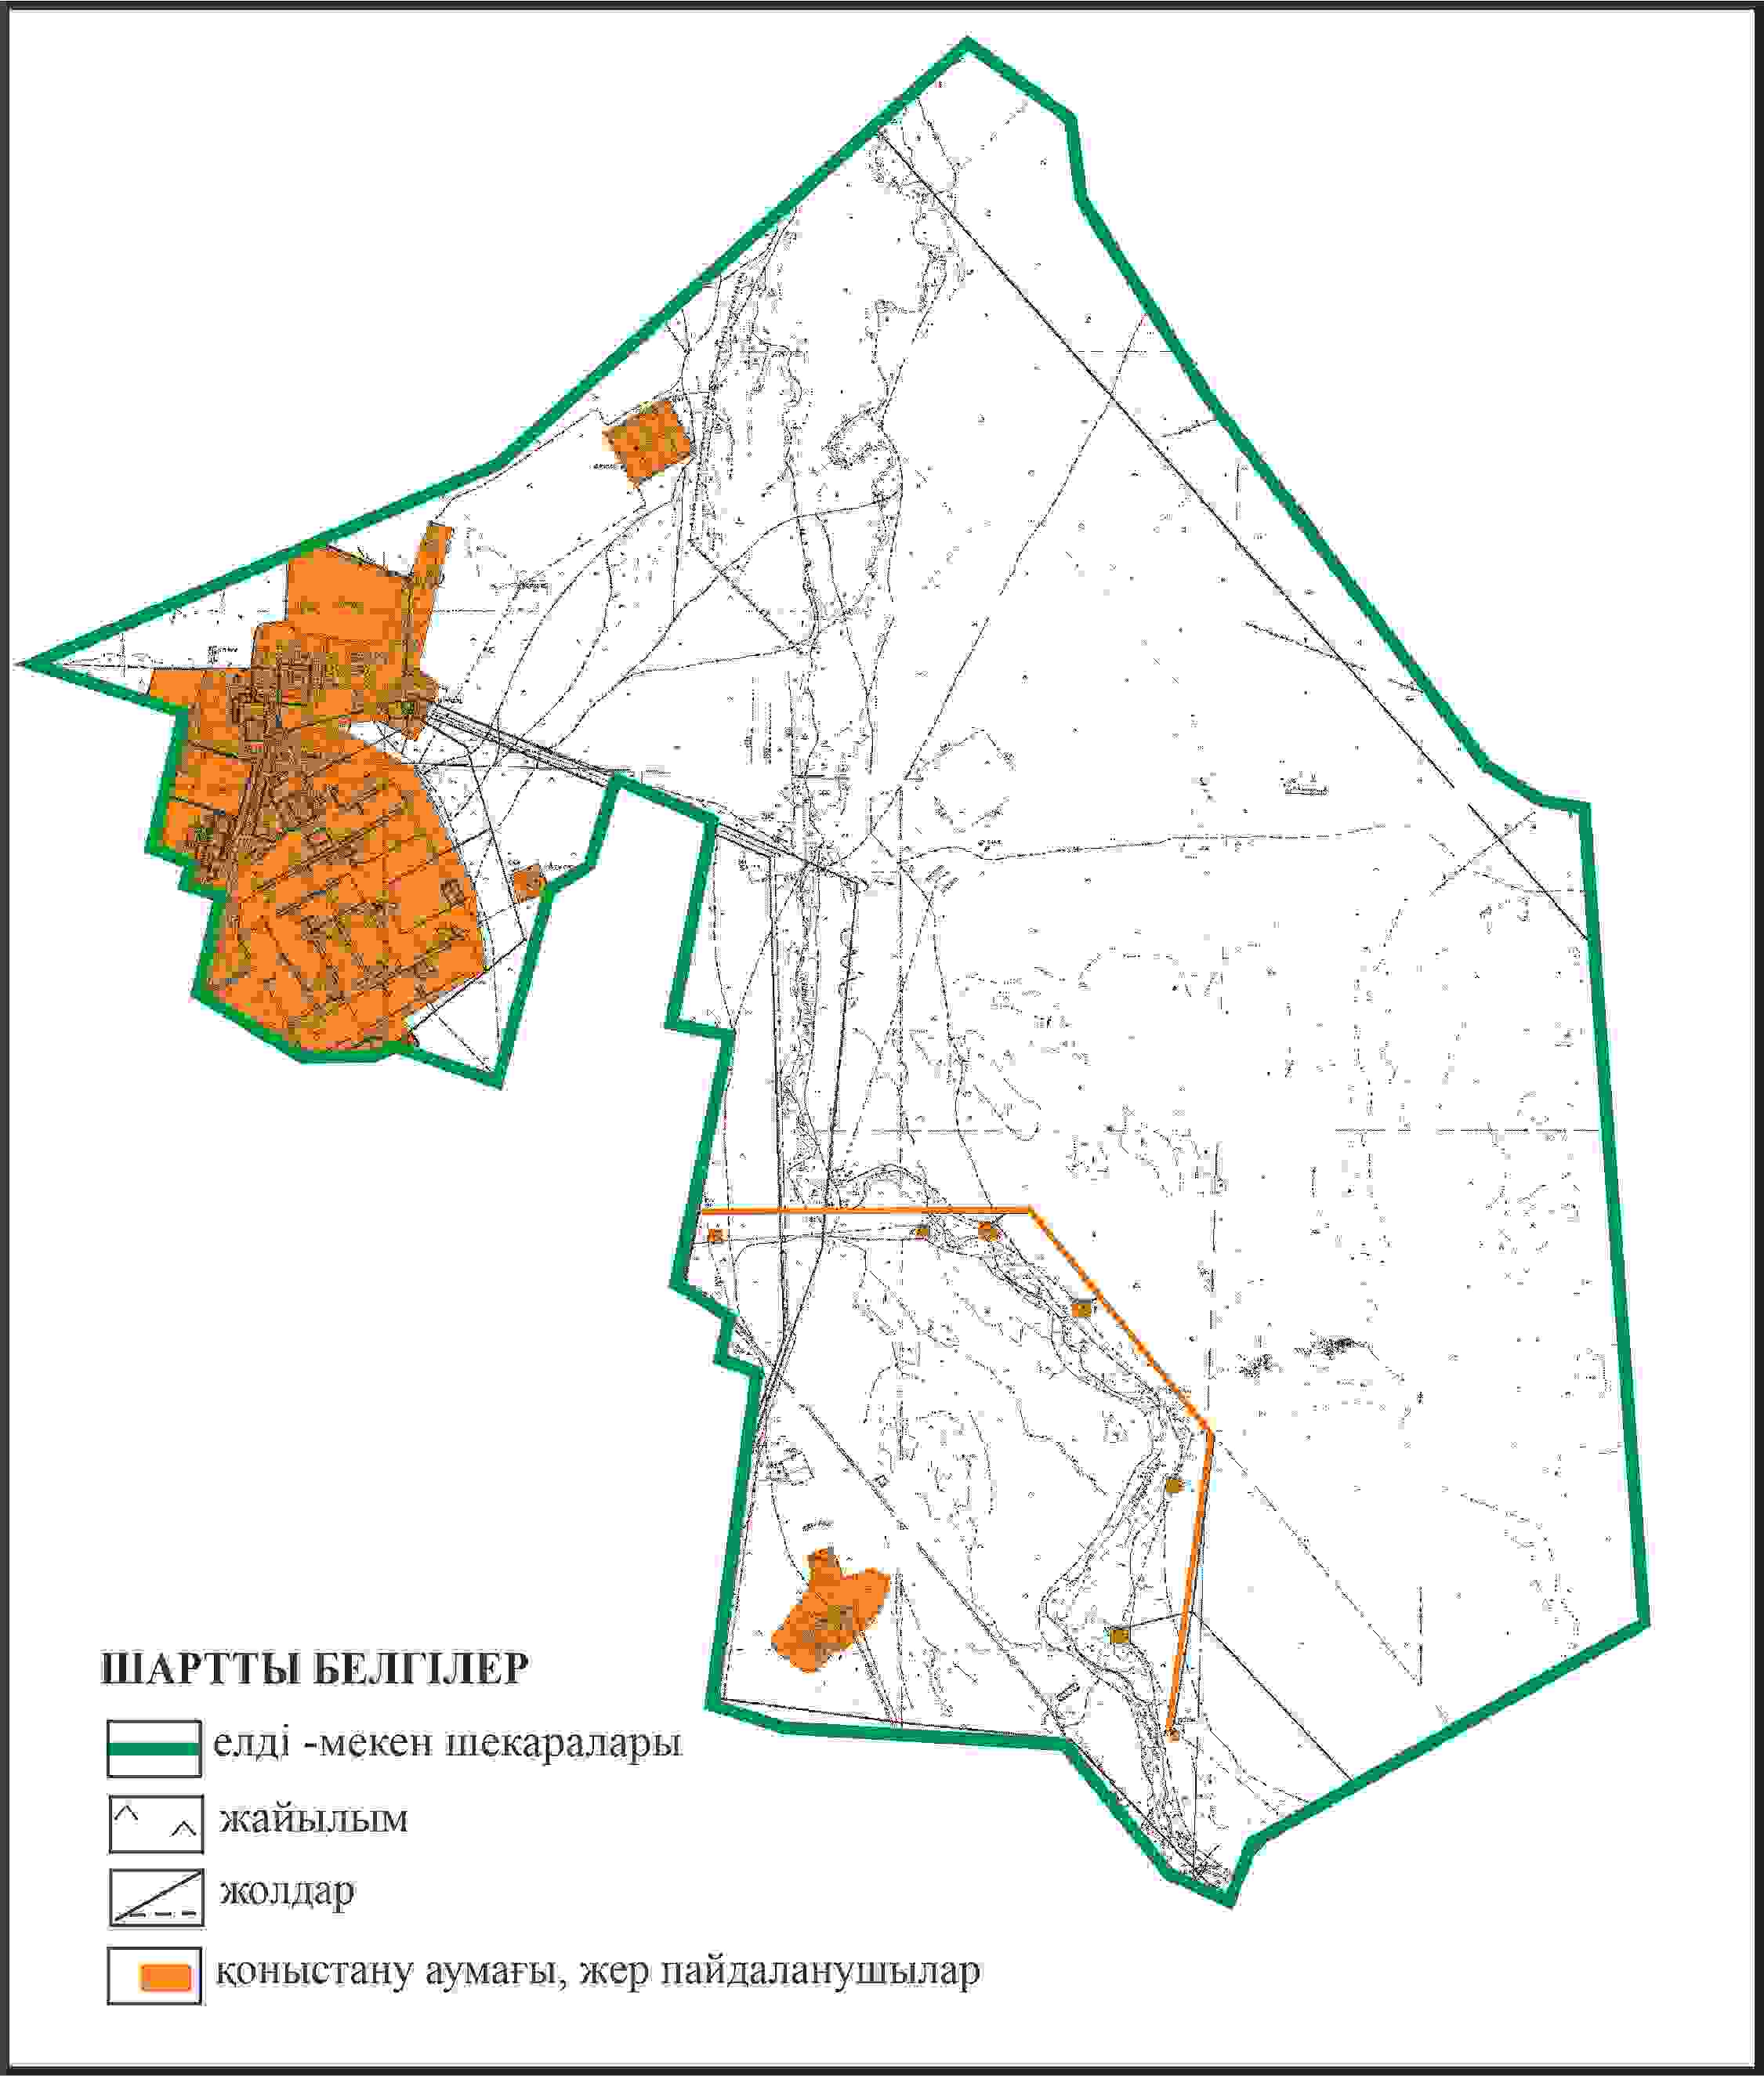 ШАРТТЫ БЕЛГІЛЕР
елді -мекен шекаралары
жайылым
жолдар
қоныстану аумағы, жер пайдаланушылар